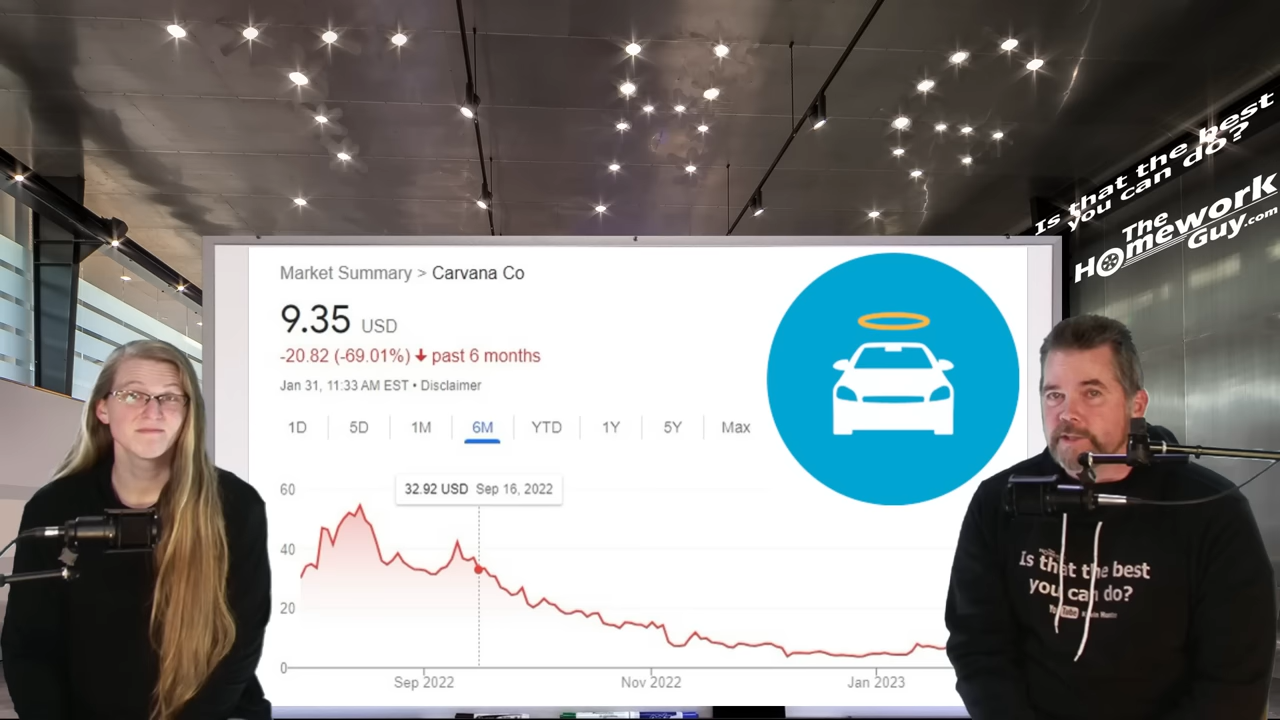 Is that the best
you can do?
The
Homework
Guy.com
Market Summary > Carvana Co
9.35 USD
-20.82 (-69.01%) ↓ past 6 months
Jan 31, 11:33 AM EST • Disclaimer
1D 5D 1M 6M YTD 1Y 5Y Max
32.92 USD Sep 16, 2022
60
40
20
0
Sep 2022 Nov 2022 Jan 2023
Is that the best
you can do?
YouTube